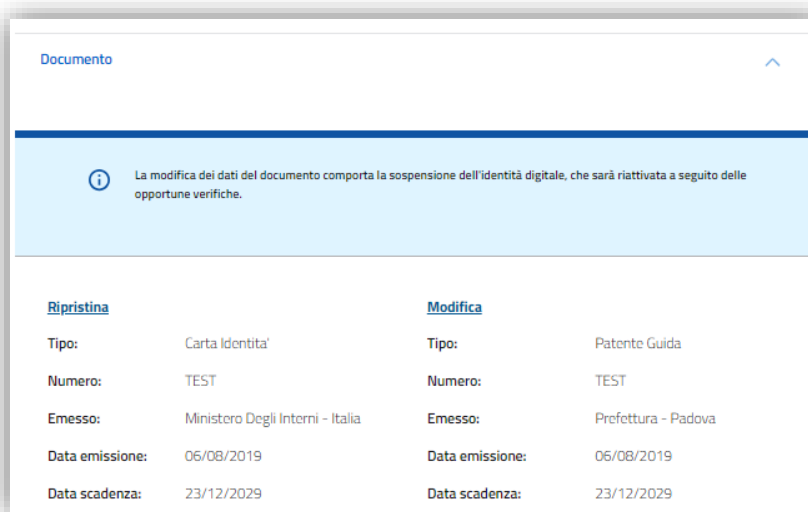 Documento
La modifica dei dati del documento comporta la sospensione dell'identità digitale, che sarà riattivata a seguito delle
opportune verifiche.
Ripristina
Tipo: Carta Identita'
Numero: TEST
Emesso: Ministero Degli Interni - Italia
Data emissione: 06/08/2019
Data scadenza: 23/12/2029
Modifica
Tipo: Patente Guida
Numero: TEST
Emesso: Prefettura - Padova
Data emissione: 06/08/2019
Data scadenza: 23/12/2029